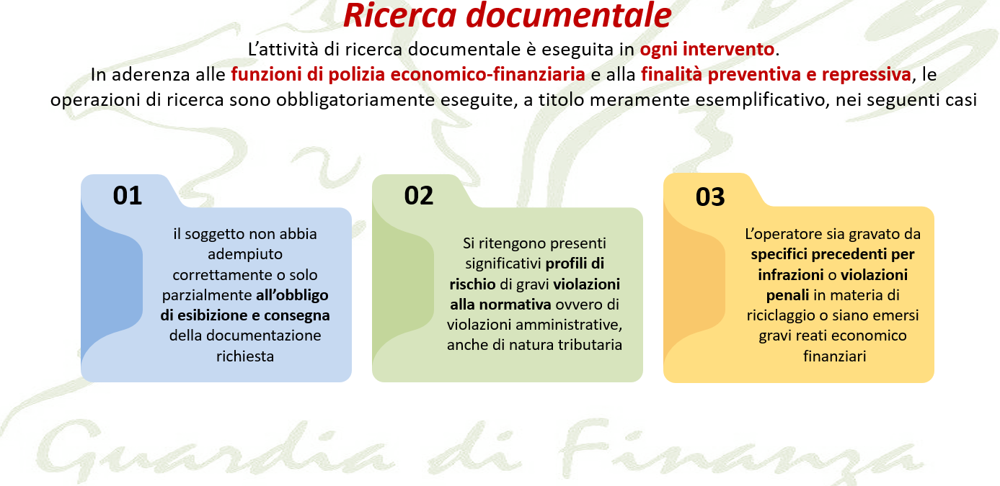 Ricerca documentale
L’attività di ricerca documentale è eseguita in ogni intervento.
In aderenza alle funzioni di polizia economico-finanziaria e alla finalità preventiva e repressiva, le
operazioni di ricerca sono obbligatoriamente eseguite, a titolo meramente esemplificativo, nei seguenti casi
01
il soggetto non abbia
adempiuto
correttamente o solo
parzialmente all’obbligo
di esibizione e consegna
della documentazione
richiesta
02
Si ritengono presenti
significativi profili di
rischio di gravi violazioni
alla normativa ovvero di
violazioni amministrative,
anche di natura tributaria
03
L’operatore sia gravato da
specifici precedenti per
infrazioni o violazioni
penali in materia di
riciclaggio o siano emersi
gravi reati economico
finanziari
Guardia di Finanza